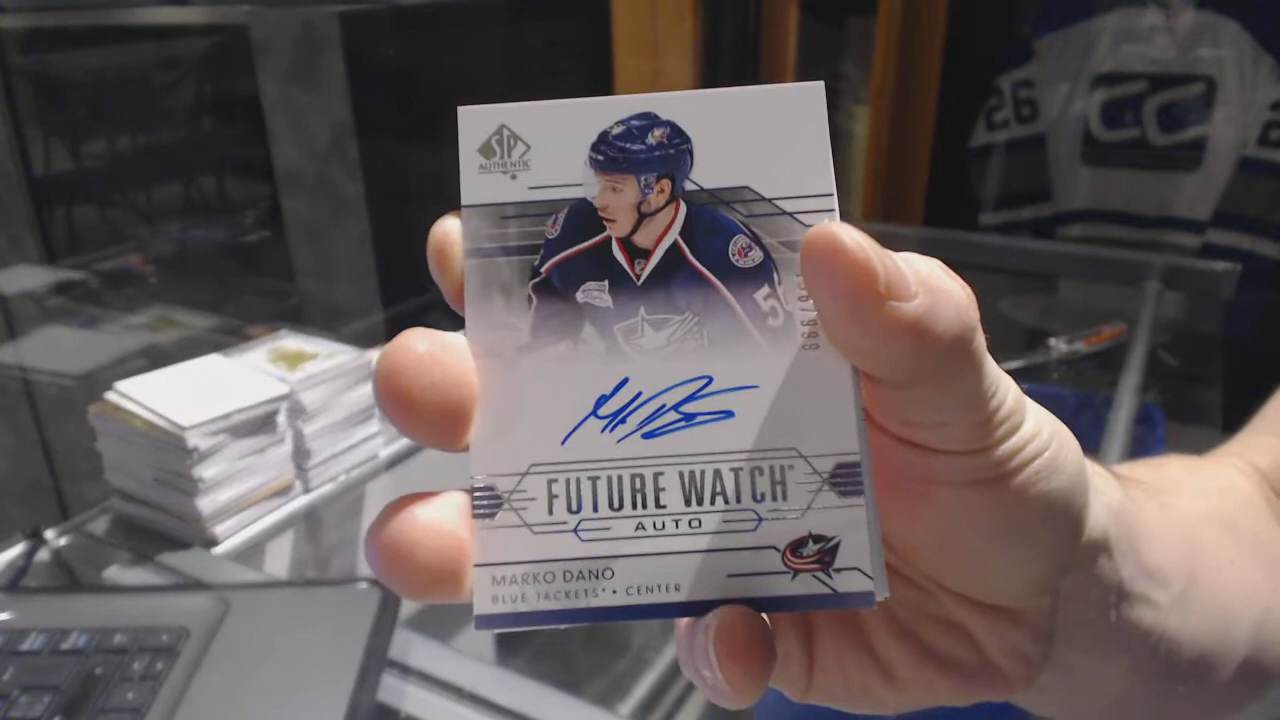 SP
AUTHENTIC
FUTURE WATCH
AUTO
MARKO DANO
BLUE JACKETS • CENTER